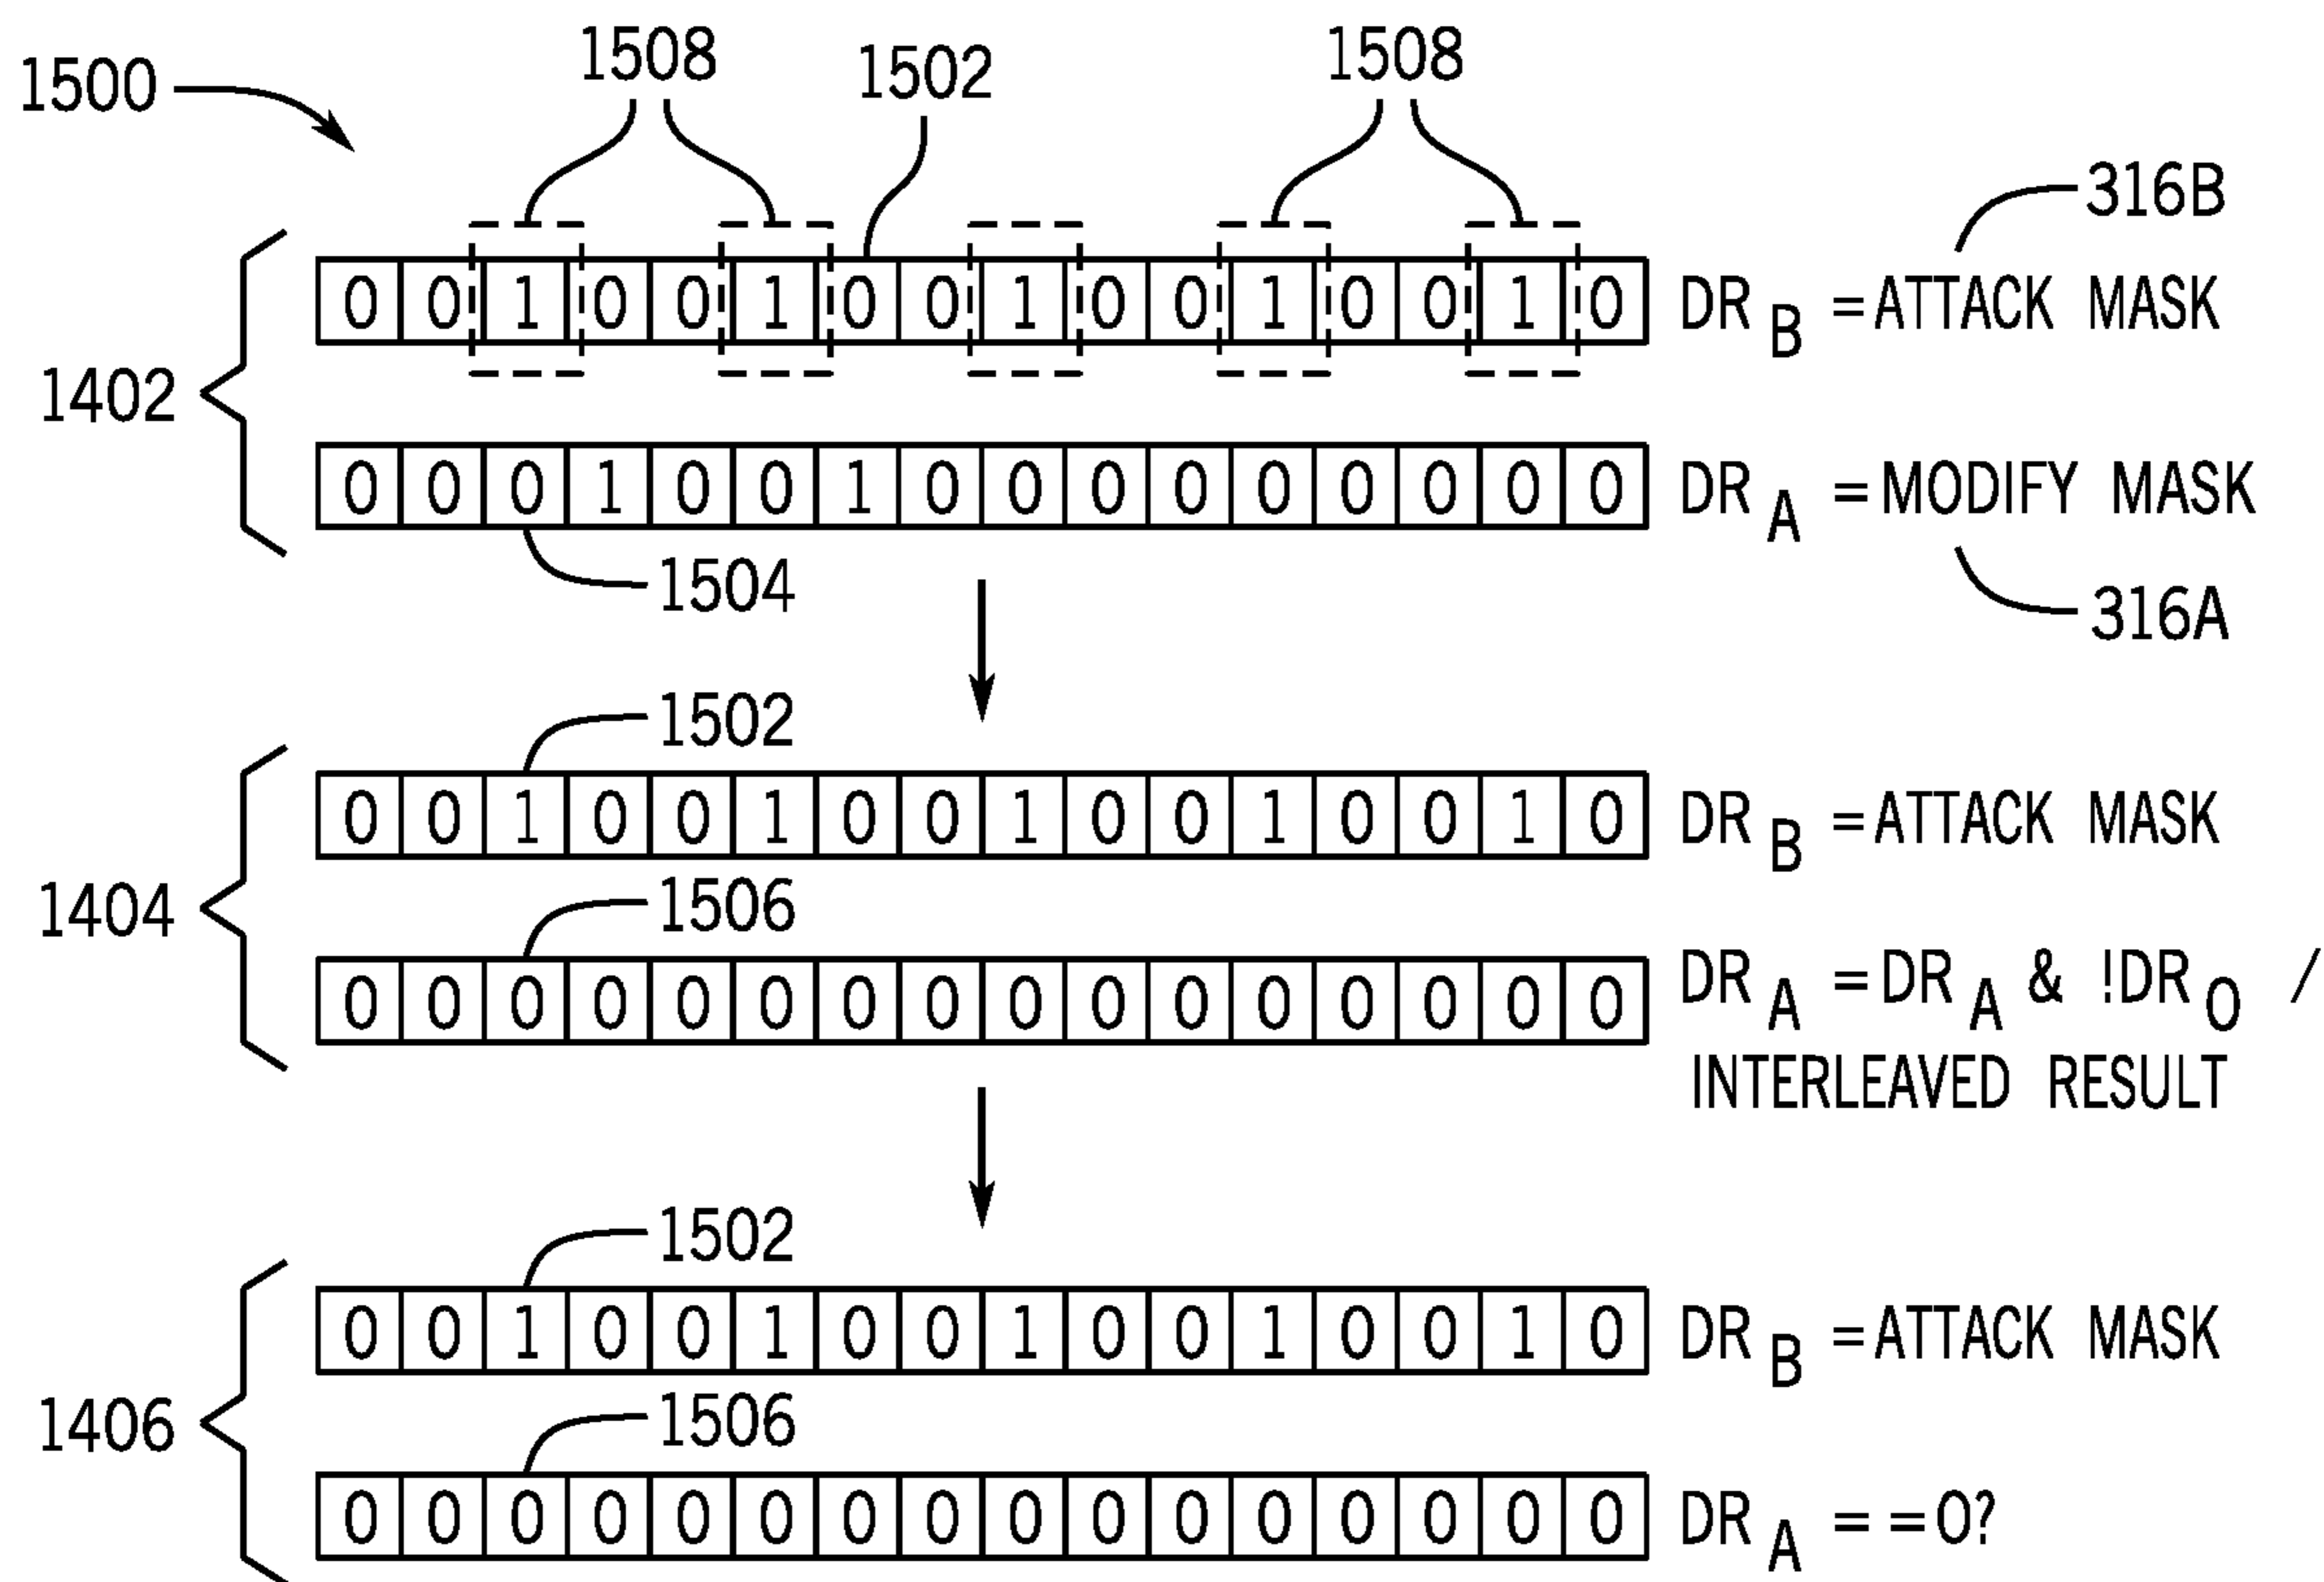 1500
1508
1502
1508
316B
0 0 1 0 0 1 0 0 1 0 0 1 0 0 1 0 DR B = ATTACK MASK
1402
0 0 0 1 0 0 1 0 0 0 0 0 0 0 0 0 DR A = MODIFY MASK
1504
316A
1502
0 0 1 0 0 1 0 0 1 0 0 1 0 0 1 0 DR B = ATTACK MASK
1404
1506
0 0 0 0 0 0 0 0 0 0 0 0 0 0 0 0 DR A = DR A & !DR O /
INTERLEAVED RESULT
1502
0 0 1 0 0 1 0 0 1 0 0 1 0 0 1 0 DR B = ATTACK MASK
1406
1506
0 0 0 0 0 0 0 0 0 0 0 0 0 0 0 0 DR A = = 0?